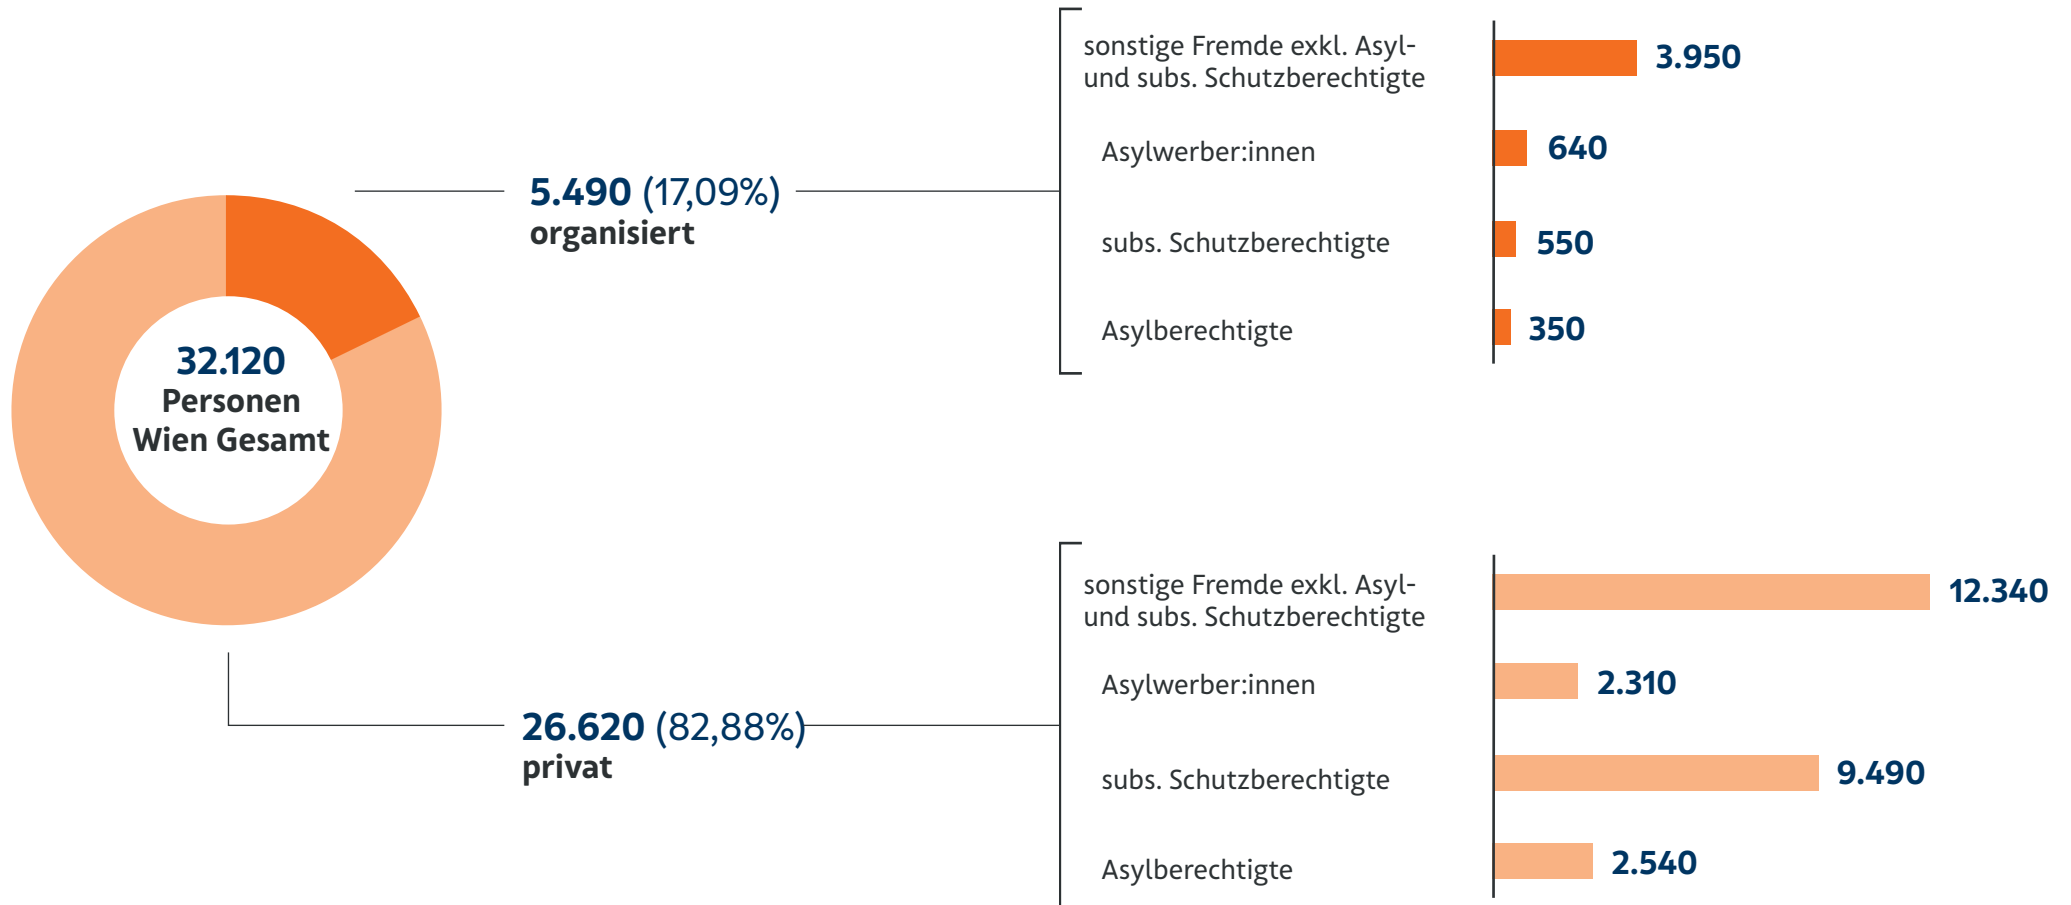 32.120
Personen
Wien Gesamt
5.490 (17,09%)
organisiert
sonstige Fremde exkl. Asyl-
und subs. Schutzberechtigte
3.950
Asylwerber:innen
640
subs. Schutzberechtigte
550
Asylberechtigte
350
26.620 (82,88%)
privat
sonstige Fremde exkl. Asyl-
und subs. Schutzberechtigte
12.340
Asylwerber:innen
2.310
subs. Schutzberechtigte
9.490
Asylberechtigte
2.540